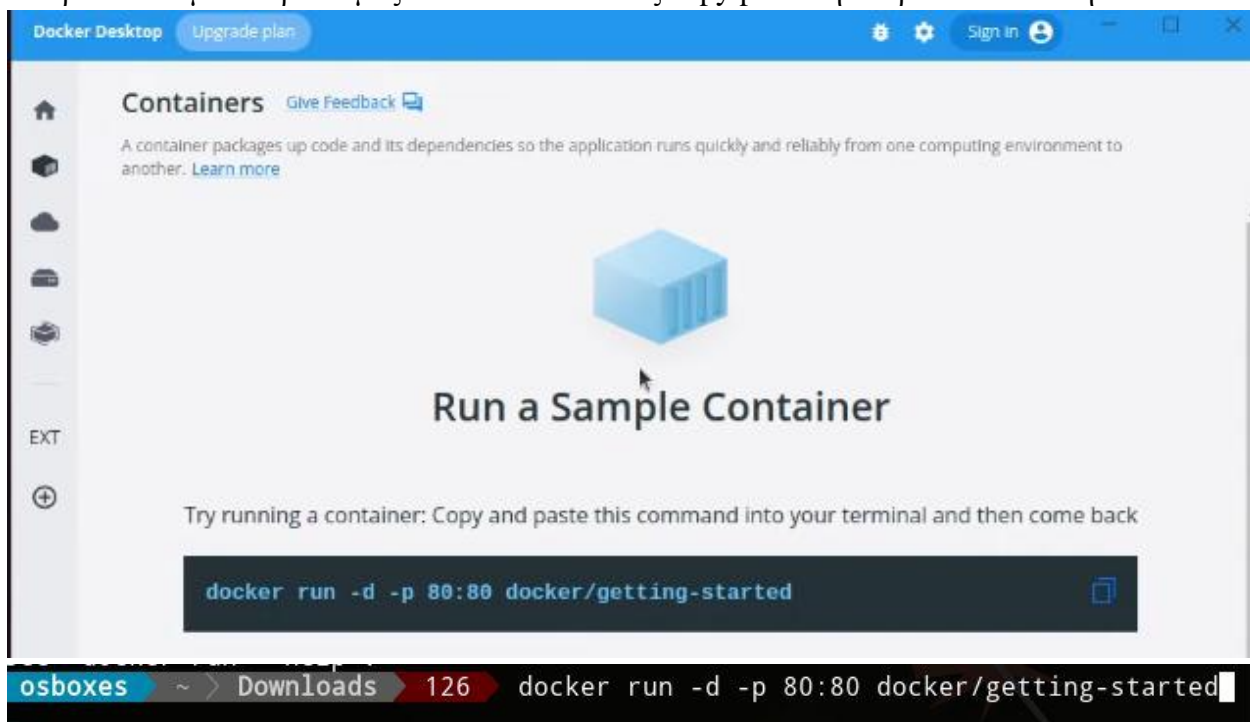 Docker Desktop Upgrade plan Sign in
Containers Give Feedback
A container packages up code and its dependencies so the application runs quickly and reliably from one computing environment to
another. Learn more
Run a Sample Container
EXT
Try running a container: Copy and paste this command into your terminal and then come back
docker run -d -p 80:80 docker/getting-started
osboxes ~ Downloads 126 docker run -d -p 80:80 docker/getting-started